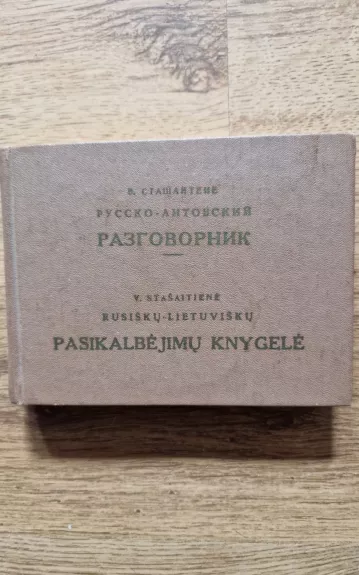 В. СТАШАЙТЕНЕ
РУССКО-ЛИТОВСКИЙ
РАЗГОВОРНИК
V. STAŠAITIENĖ
RUSIŠKŲ-LIETUVIŠKŲ
PASIKALBĖJIMŲ KNYGELĖ